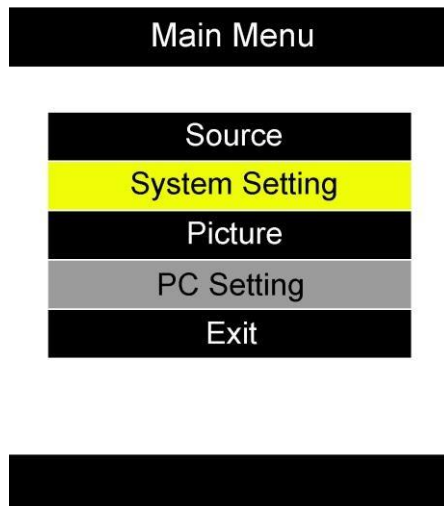 Main Menu
Source
System Setting
Picture
PC Setting
Exit